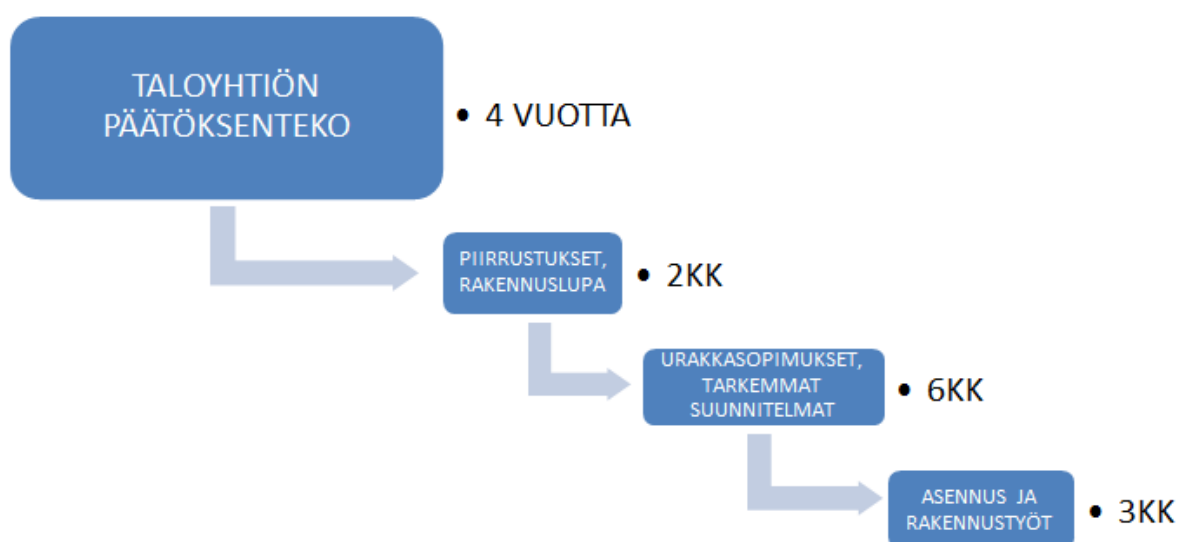 TALOYHTIÖN
PÄÄTÖKSENTEKO
• 4 VUOTTA
PIIRRUSTUKSET,
RAKENNUSLUPA
• 2KK
URAKKASOPIMUKSET,
TARKEMMAT
SUUNNITELMAT
• 6KK
ASENNUS JA
RAKENNUSTYÖT
• 3KK